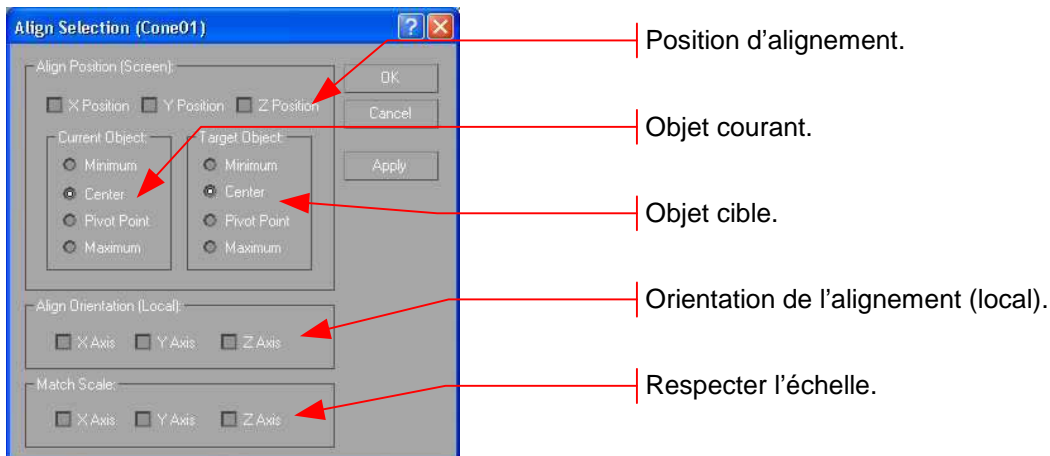 Align Selection (Cone01)
Align Position (Screen):
X Position Y Position Z Position
Current Object:
Minimum
Center
Pivot Point
Maximum
Target Object:
Minimum
Center
Pivot Point
Maximum
OK
Cancel
Apply
Align Orientation (Local):
X Axis Y Axis Z Axis
Match Scale:
X Axis Y Axis Z Axis
Position d’alignement.
Objet courant.
Objet cible.
Orientation de l’alignement (local).
Respecter l’échelle.